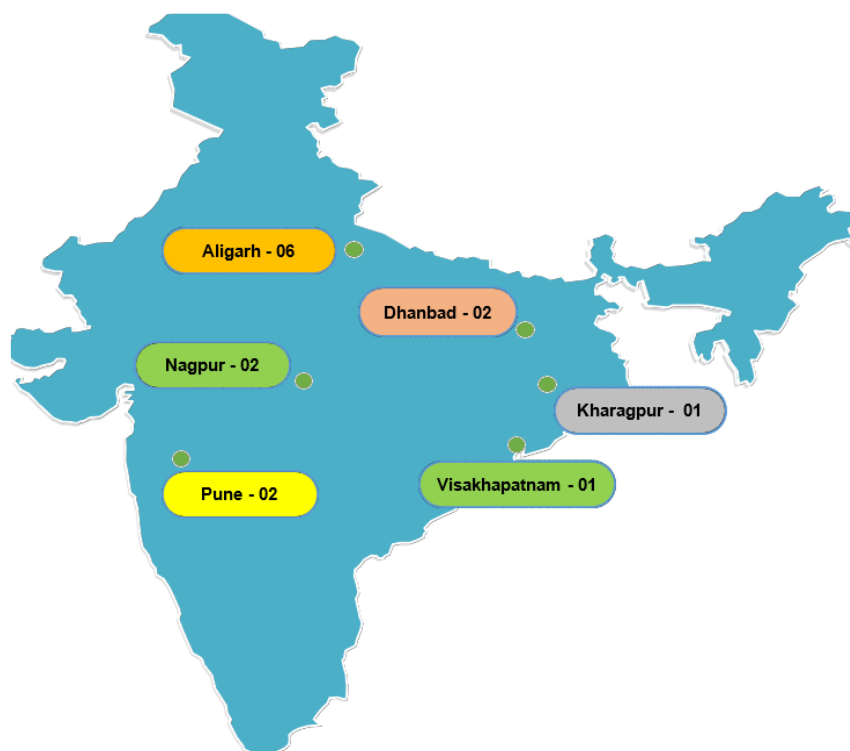 Aligarh - 06
Dhanbad - 02
Nagpur - 02
Kharagpur - 01
Visakhapatnam - 01
Pune - 02